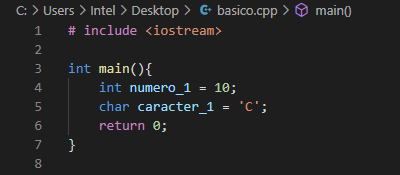 C: > Users > Intel > Desktop > basico.cpp > main()
1 # include <iostream>
2
3 int main(){
4 int numero_1 = 10;
5 char caracter_1 = 'C';
6 return 0;
7 }
8